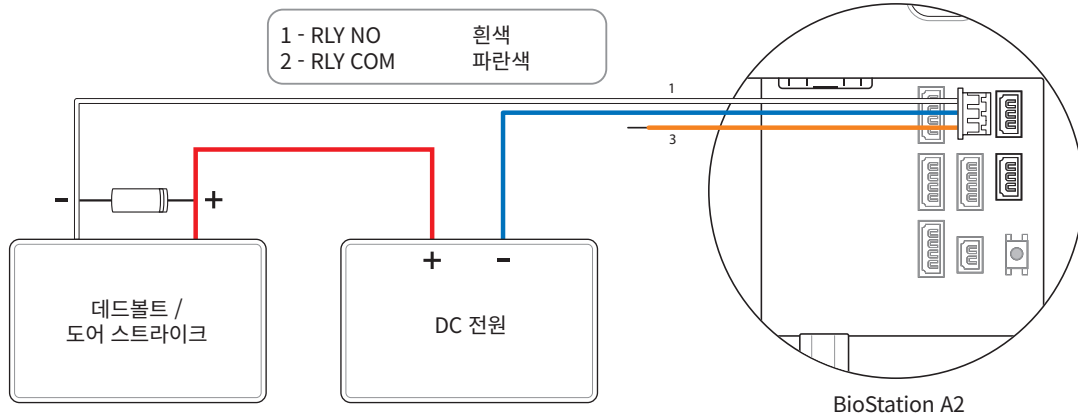 1 - RLY NO 흰색
2 - RLY COM 파란색
1
3
- +
+ -
데드볼트 /
도어 스트라이크
DC 전원
BioStation A2